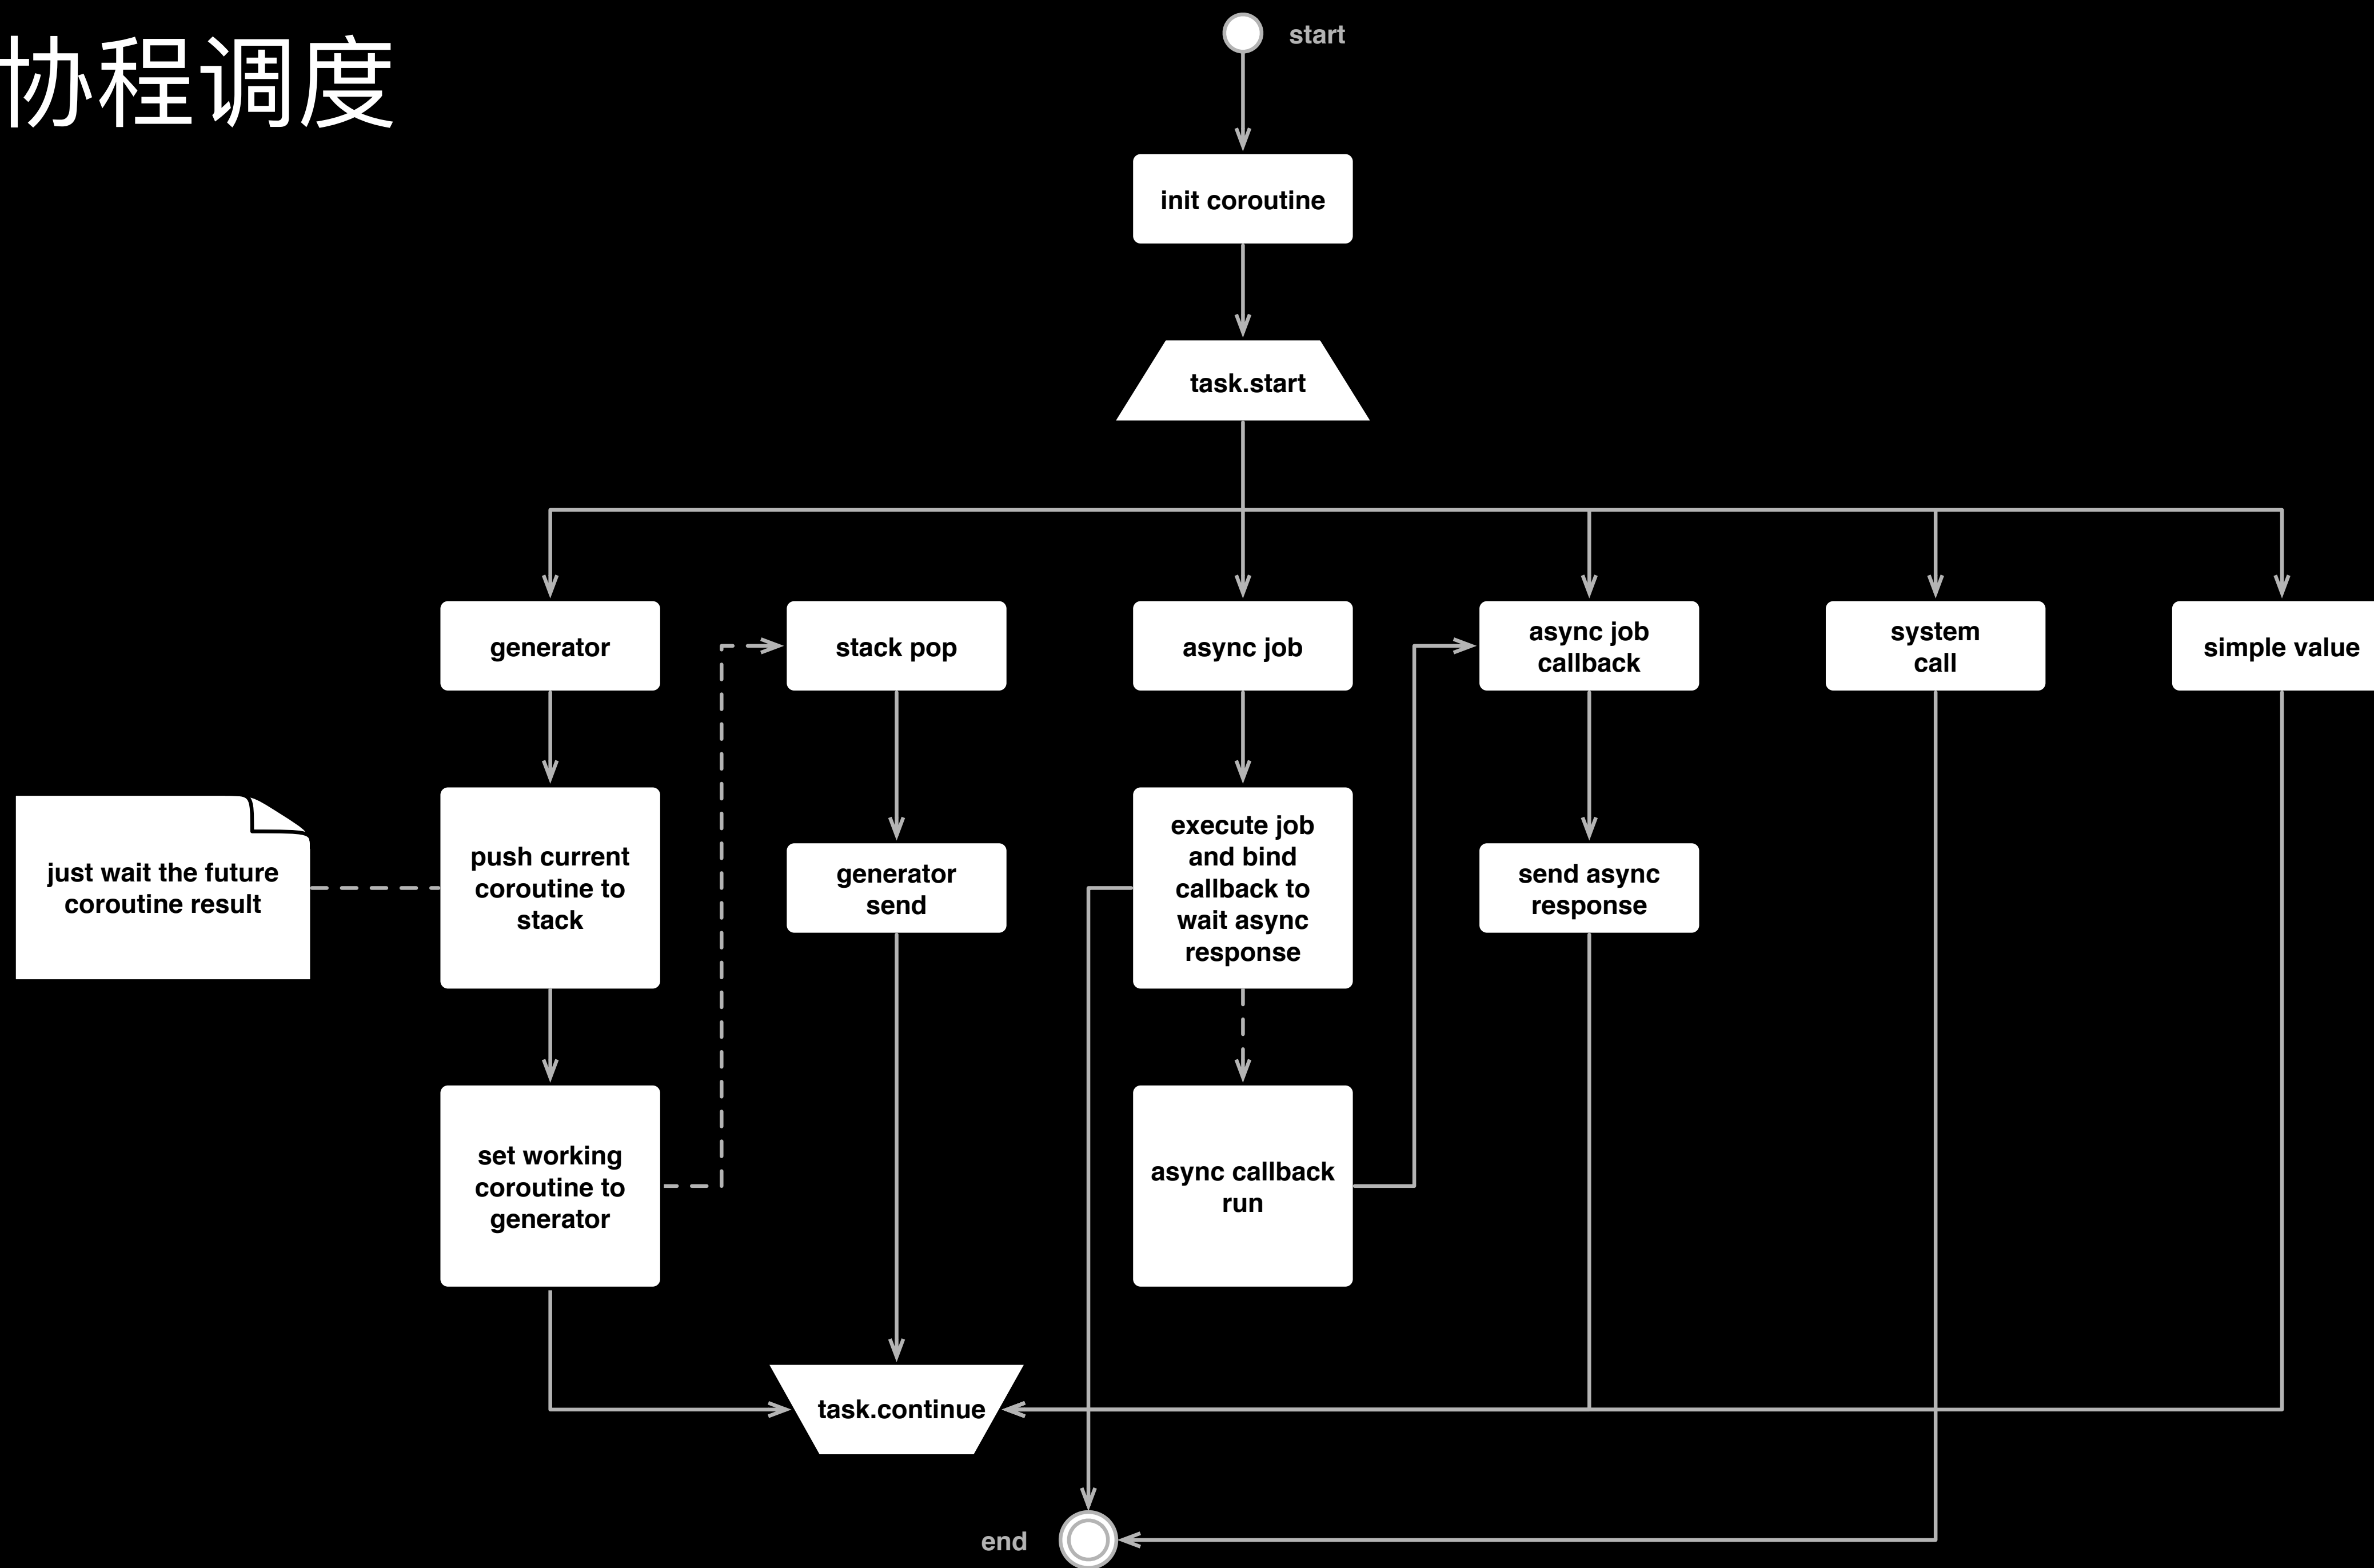 协程调度
start
init coroutine
task.start
generator
stack pop
async job
async job
callback
system
call
simple value
just wait the future
coroutine result
push current
coroutine to
stack
generator
send
execute job
and bind
callback to
wait async
response
send async
response
set working
coroutine to
generator
async callback
run
task.continue
end